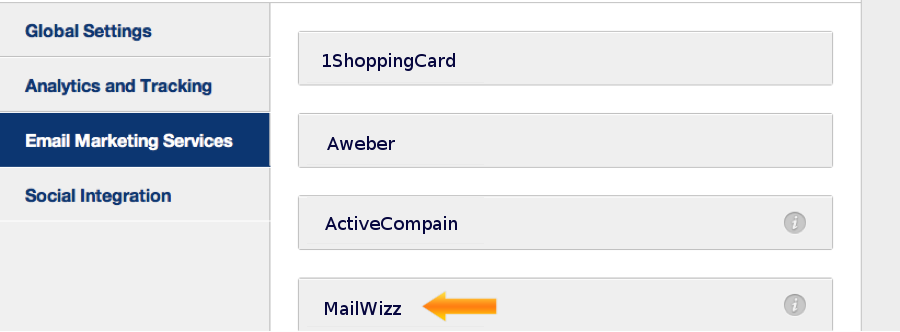 Global Settings
Analytics and Tracking
Email Marketing Services
Social Integration
1ShoppingCard
Aweber
ActiveCompain
i
MailWizz
i